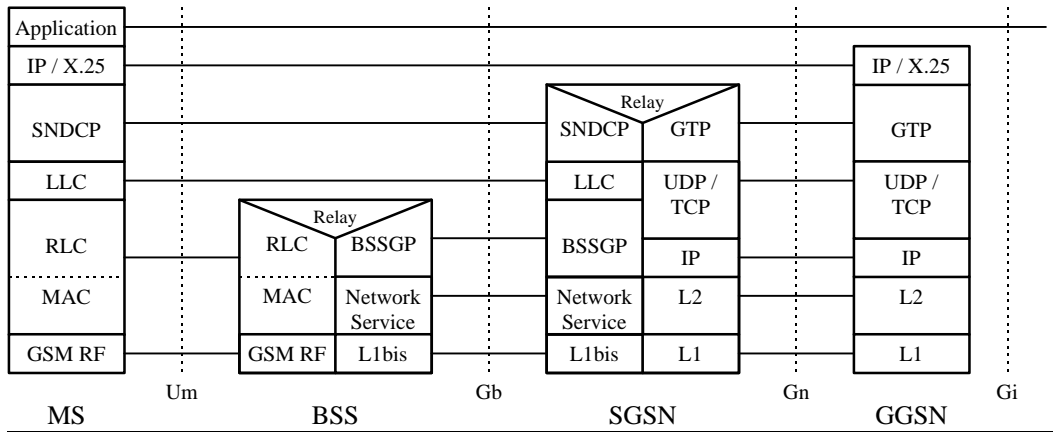 Application
IP / X.25
IP / X.25
Relay
SNDCP
SNDCP
GTP
GTP
LLC
LLC
UDP /
TCP
UDP /
TCP
Relay
RLC
RLC
BSSGP
BSSGP
IP
IP
MAC
MAC
Network
Service
Network
Service
L2
L2
GSM RF
GSM RF
L1bis
L1bis
L1
L1
Um
Gb
Gn
Gi
MS
BSS
SGSN
GGSN